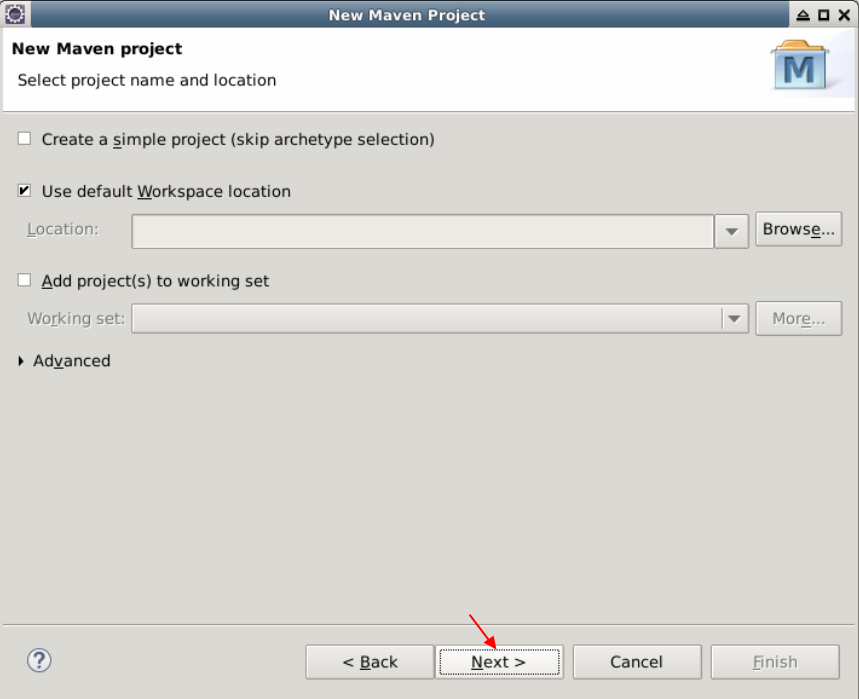 New Maven Project
New Maven project
Select project name and location
M
Create a simple project (skip archetype selection)
Use default Workspace location
Location:
Browse...
Add project(s) to working set
Working set:
More...
Advanced
?
< Back
Next >
Cancel
Finish